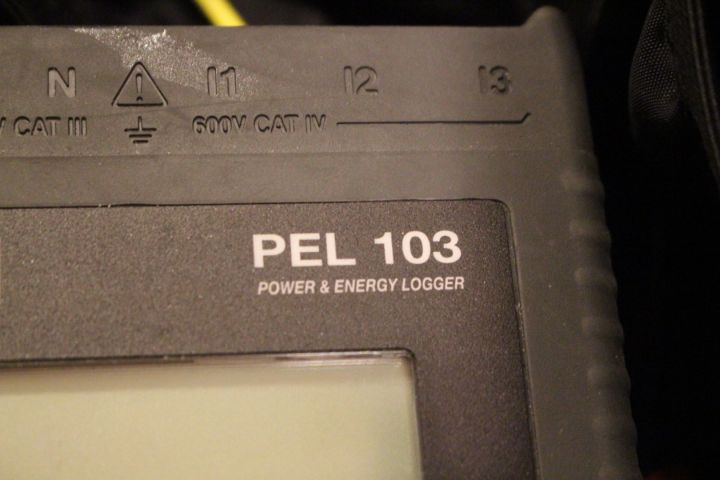 N I1 I2 I3
V CAT III 600V CAT IV
PEL 103
POWER & ENERGY LOGGER